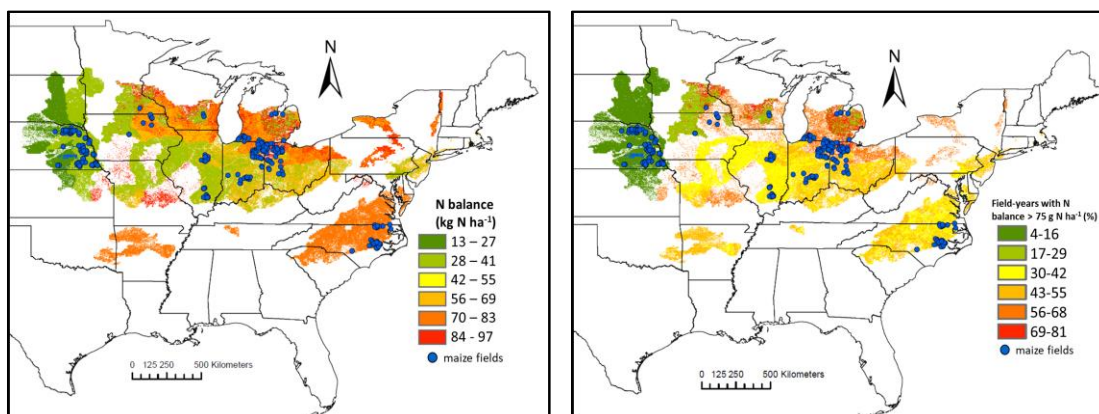 N
N balance
(kg N ha⁻¹)
13 – 27
28 – 41
42 – 55
56 – 69
70 – 83
84 - 97
maize fields
0 125 250 500 Kilometers
N
Field-years with N
balance > 75 g N ha⁻¹ (%)
4-16
17-29
30-42
43-55
56-68
69-81
maize fields
0 125 250 500 Kilometers